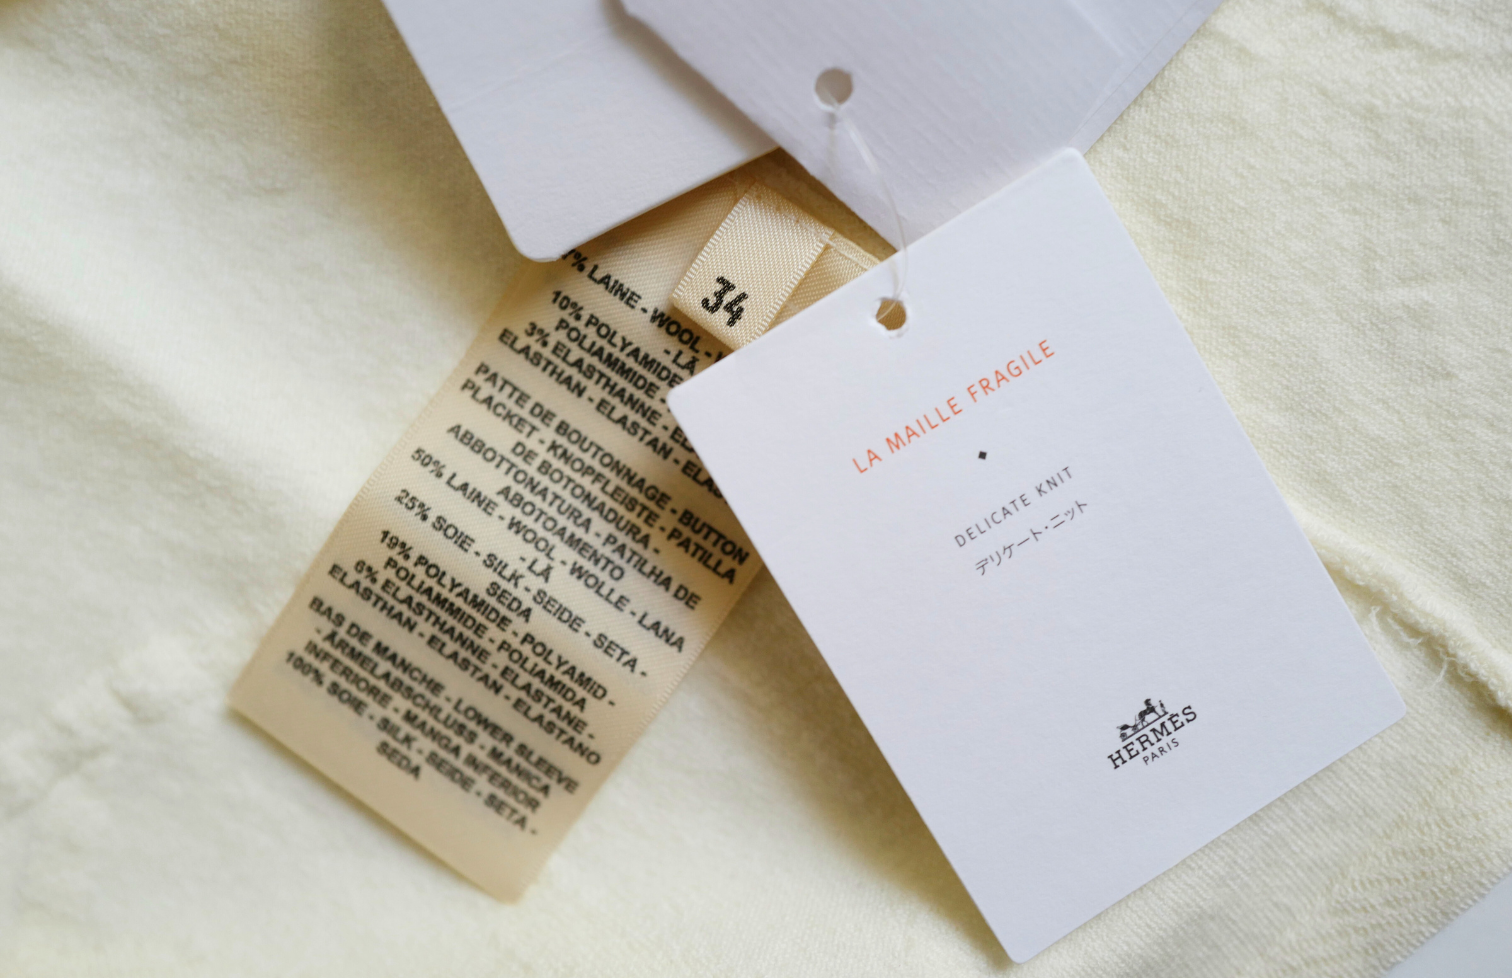 % LAINE - WOOL -
- LÃ
10% POLYAMIDE
POLIAMMIDE -
3% ELASTHANNE -
ELASTHAN - ELASTAN -
PATTE DE BOUTONNAGE - BUTTON
PLACKET - KNOPFLEISTE - PATILLA
DE BOTONADURA -
ABBOTTONATURA - PATILHA DE
ABOTOAMENTO
50% LAINE - WOOL - WOLLE - LANA
- LÃ
25% SOIE - SILK - SEIDE - SETA -
SEDA
19% POLYAMIDE - POLYAMID -
POLIAMMIDE - POLIAMIDA
6% ELASTHANNE - ELASTANE -
ELASTHAN - ELASTAN - ELASTANO
BAS DE MANCHE - LOWER SLEEVE
- ÄRMELABSCHLUSS - MANICA
INFERIORE - MANGA INFERIOR
100% SOIE - SILK - SEIDE - SETA -
SEDA
34
LA MAILLE FRAGILE
DELICATE KNIT
デリケート・ニット
HERMÈS
PARIS